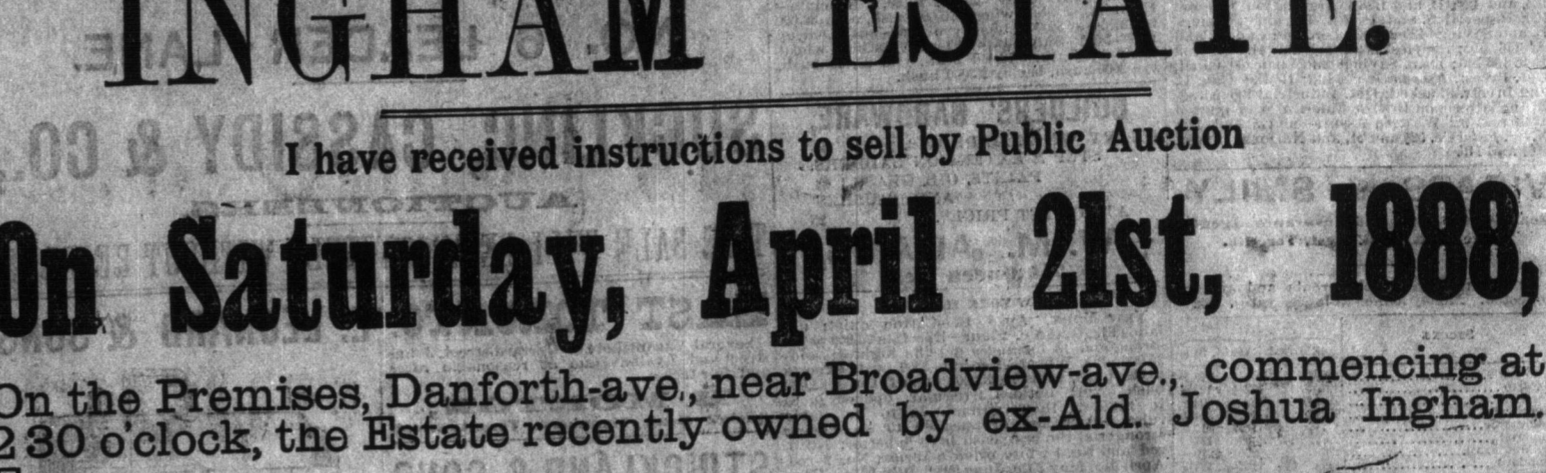 INGHAM ESTATE.
I have received instructions to sell by Public Auction
On Saturday, April 21st, 1888,
On the Premises, Danforth-ave., near Broadview-ave., commencing at
2 30 o'clock, the Estate recently owned by ex-Ald. Joshua Ingham.